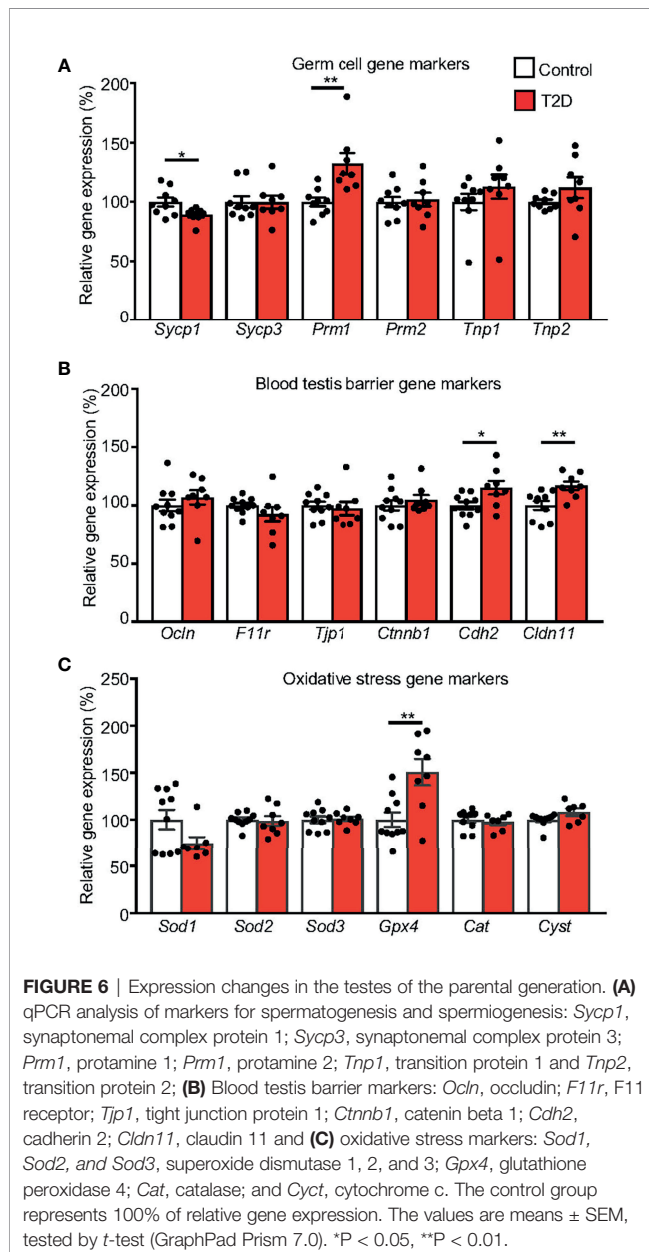 A
Germ cell gene markers
Control
T2D
Relative gene expression (%)
200
150
100
50
0
*
**
Sycp1 Sycp3 Prm1 Prm2 Tnp1 Tnp2
B
Blood testis barrier gene markers
Relative gene expression (%)
200
150
100
50
0
*
**
Ocln F11r Tjp1 Ctnnb1 Cdh2 Cldn11
C
Oxidative stress gene markers
Relative gene expression (%)
250
200
150
100
50
0
**
Sod1 Sod2 Sod3 Gpx4 Cat Cyst
FIGURE 6 | Expression changes in the testes of the parental generation. (A)
qPCR analysis of markers for spermatogenesis and spermiogenesis: Sycp1,
synaptonemal complex protein 1; Sycp3, synaptonemal complex protein 3;
Prm1, protamine 1; Prm1, protamine 2; Tnp1, transition protein 1 and Tnp2,
transition protein 2; (B) Blood testis barrier markers: Ocln, occludin; F11r, F11
receptor; Tjp1, tight junction protein 1; Ctnnb1, catenin beta 1; Cdh2,
cadherin 2; Cldn11, claudin 11 and (C) oxidative stress markers: Sod1,
Sod2, and Sod3, superoxide dismutase 1, 2, and 3; Gpx4, glutathione
peroxidase 4; Cat, catalase; and Cyct, cytochrome c. The control group
represents 100% of relative gene expression. The values are means ± SEM,
tested by t-test (GraphPad Prism 7.0). *P < 0.05, **P < 0.01.